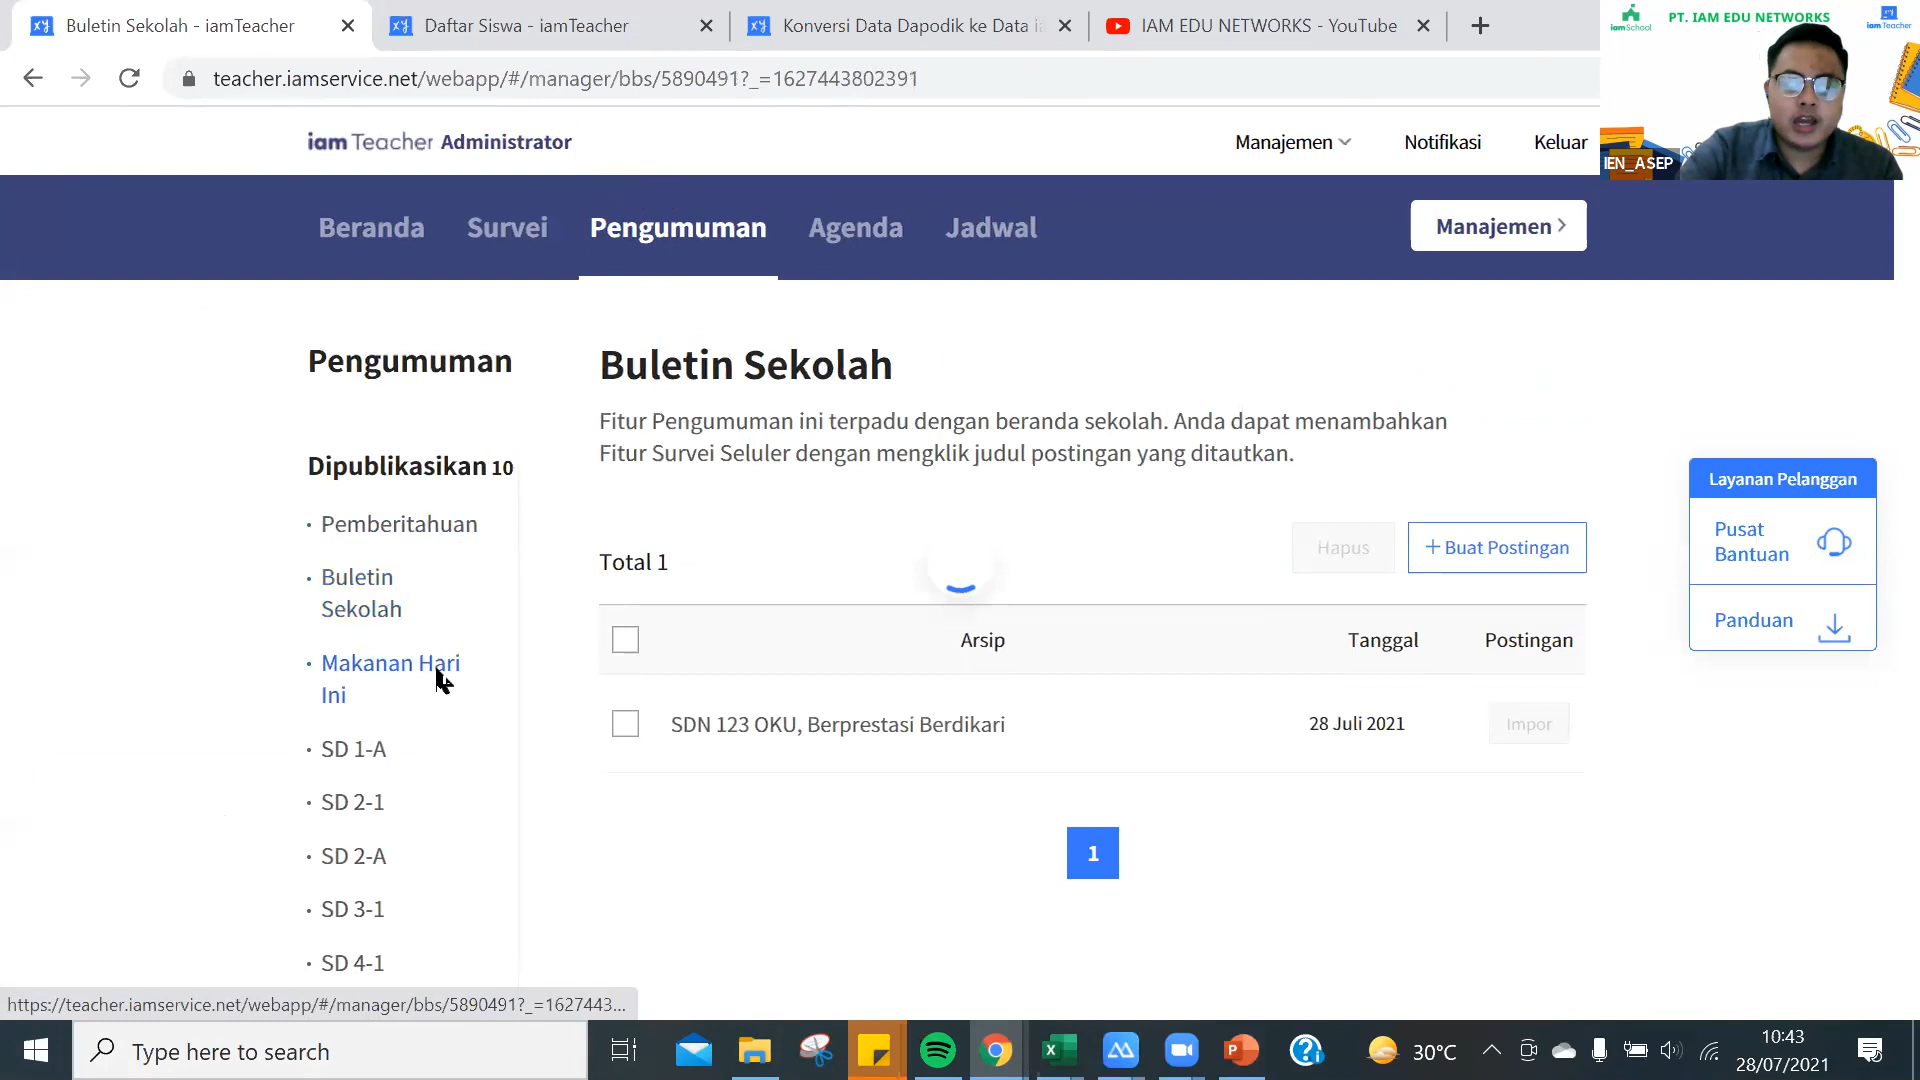 Buletin Sekolah - iamTeacher
Daftar Siswa - iamTeacher
Konversi Data Dapodik ke Data
IAM EDU NETWORKS - YouTube
PT. IAM EDU NETWORKS
iamSchool
iam Teacher
teacher.iamservice.net/webapp/#/manager/bbs/5890491?_=1627443802391
iam Teacher Administrator
Manajemen
Notifikasi
Keluar
IEN_ASEP
Beranda
Survei
Pengumuman
Agenda
Jadwal
Manajemen
Pengumuman
Dipublikasikan 10
Pemberitahuan
Buletin
Sekolah
Makanan Hari
Ini
SD 1-A
SD 2-1
SD 2-A
SD 3-1
SD 4-1
Buletin Sekolah
Fitur Pengumuman ini terpadu dengan beranda sekolah. Anda dapat menambahkan
Fitur Survei Seluler dengan mengklik judul postingan yang ditautkan.
Total 1
Hapus
+ Buat Postingan
Arsip
Tanggal
Postingan
SDN 123 OKU, Berprestasi Berdikari
28 Juli 2021
Impor
1
Layanan Pelanggan
Pusat
Bantuan
Panduan
https://teacher.iamservice.net/webapp/#/manager/bbs/5890491?_=1627443...
Type here to search
30°C
10:43
28/07/2021